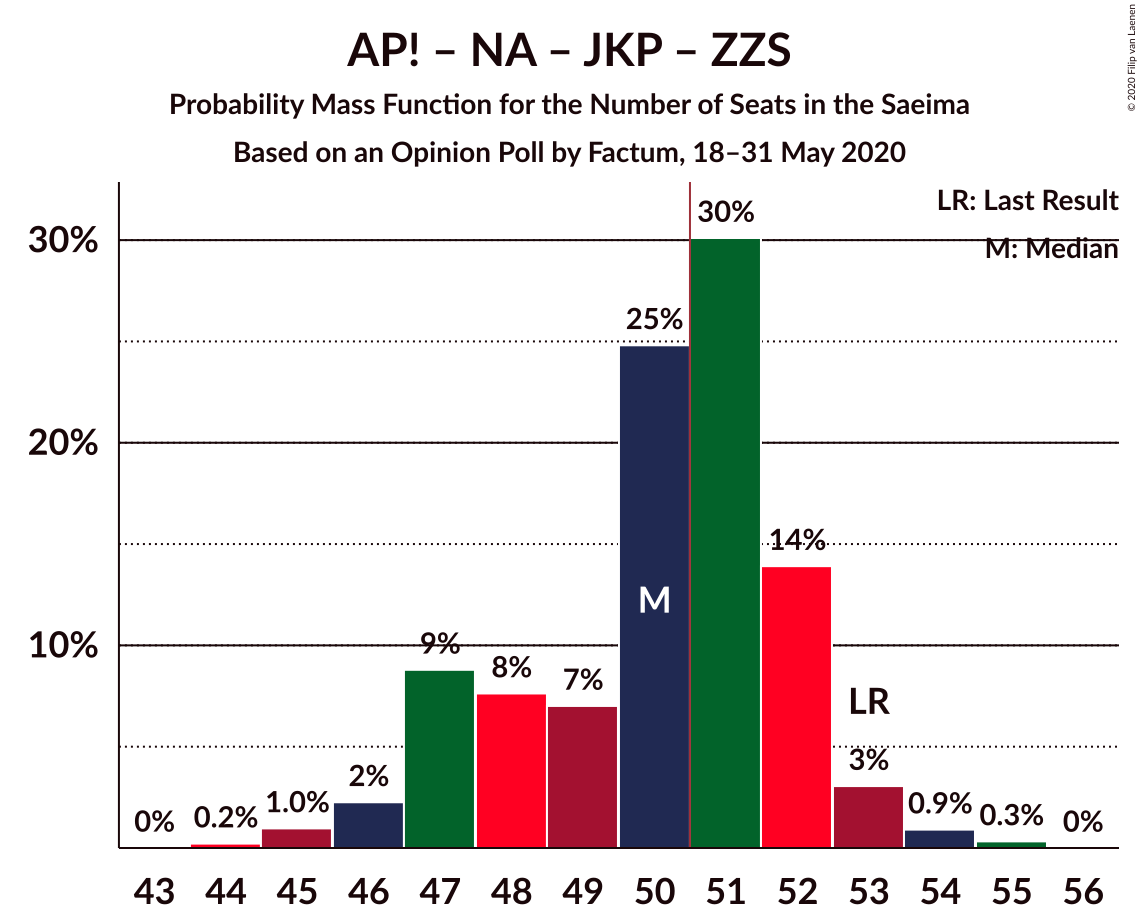 AP! – NA – JKP – ZZS
Probability Mass Function for the Number of Seats in the Saeima
Based on an Opinion Poll by Factum, 18–31 May 2020
© 2020 Filip van Laenen
LR: Last Result
M: Median
30%
20%
10%
0%
0.2%
1.0%
2%
9%
8%
7%
25%
30%
14%
3%
0.9%
0.3%
0%
M
LR
43 44 45 46 47 48 49 50 51 52 53 54 55 56